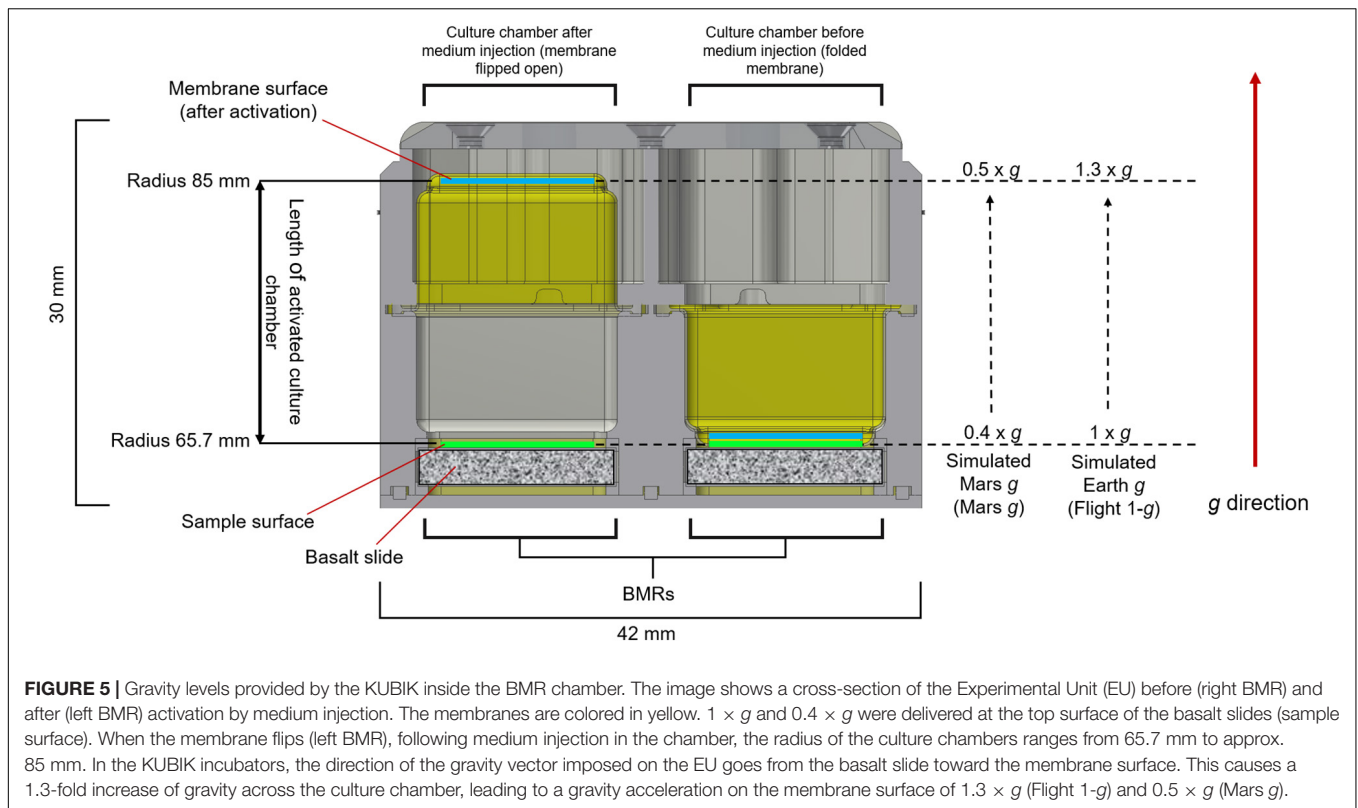 Culture chamber after
medium injection (membrane
flipped open)
Culture chamber before
medium injection (folded
membrane)
Membrane surface
(after activation)
Radius 85 mm
0.5 x g
1.3 x g
Length of activated culture
chamber
30 mm
Radius 65.7 mm
0.4 x g
1 x g
Simulated
Mars g
(Mars g)
Simulated
Earth g
(Flight 1-g)
g direction
Sample surface
Basalt slide
BMRs
42 mm
FIGURE 5 | Gravity levels provided by the KUBIK inside the BMR chamber. The image shows a cross-section of the Experimental Unit (EU) before (right BMR) and
after (left BMR) activation by medium injection. The membranes are colored in yellow. 1 × g and 0.4 × g were delivered at the top surface of the basalt slides (sample
surface). When the membrane flips (left BMR), following medium injection in the chamber, the radius of the culture chambers ranges from 65.7 mm to approx.
85 mm. In the KUBIK incubators, the direction of the gravity vector imposed on the EU goes from the basalt slide toward the membrane surface. This causes a
1.3-fold increase of gravity across the culture chamber, leading to a gravity acceleration on the membrane surface of 1.3 × g (Flight 1-g) and 0.5 × g (Mars g).